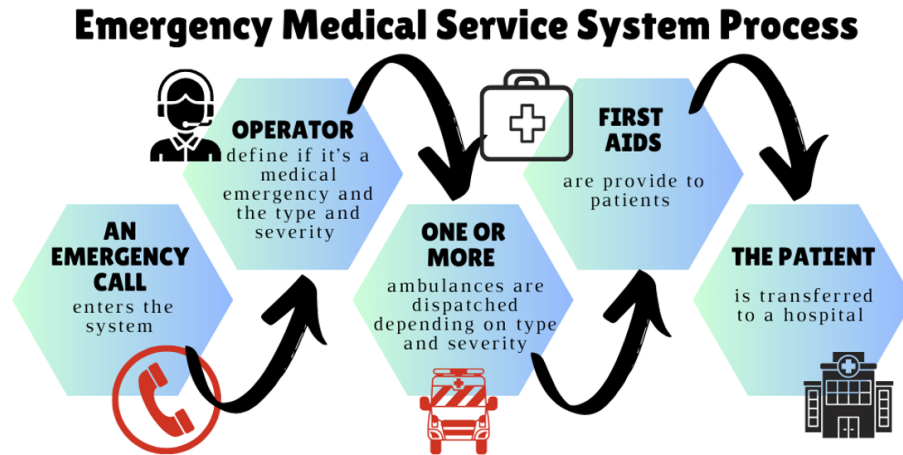 Emergency Medical Service System Process
AN
EMERGENCY
CALL
enters the
system
OPERATOR
define if it's a
medical
emergency and
the type and
severity
ONE OR
MORE
ambulances are
dispatched
depending on type
and severity
FIRST
AIDS
are provide to
patients
THE PATIENT
is transferred
to a hospital